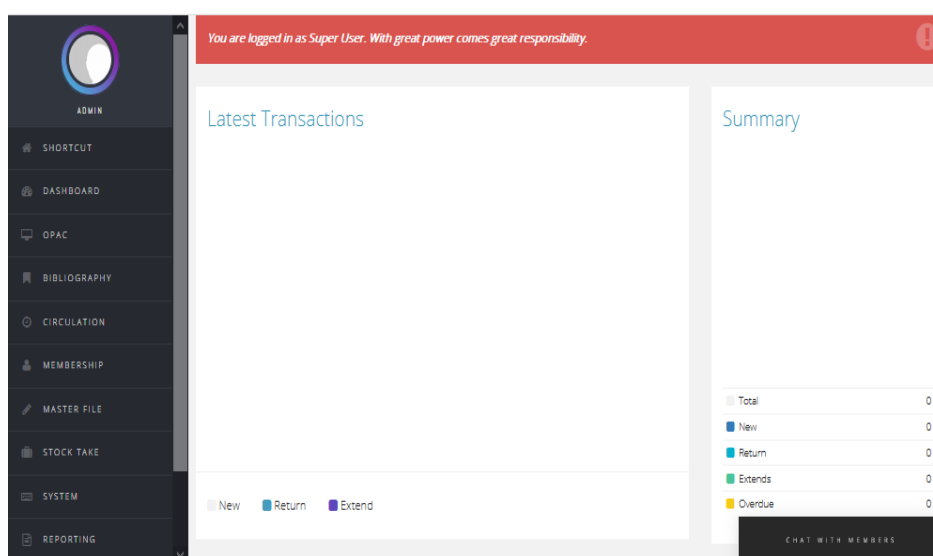 You are logged in as Super User. With great power comes great responsibility.
ADMIN
SHORTCUT
DASHBOARD
OPAC
BIBLIOGRAPHY
CIRCULATION
MEMBERSHIP
MASTER FILE
STOCK TAKE
SYSTEM
REPORTING
Latest Transactions
New Return Extend
Summary
Total 0
New 0
Return 0
Extends 0
Overdue 0
CHAT WITH MEMBERS